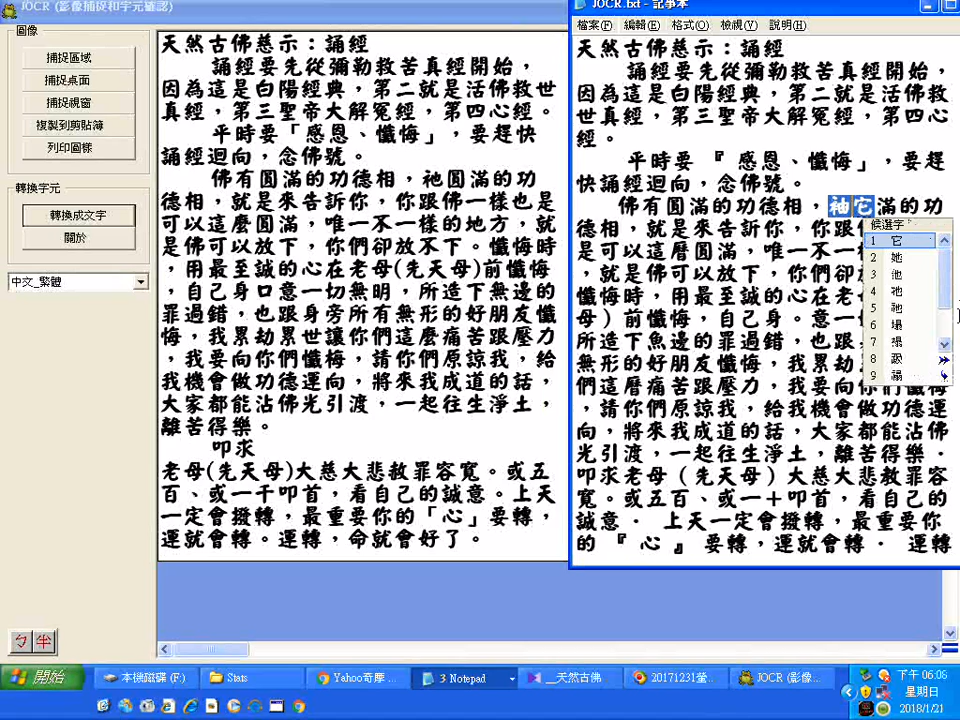 JOCR (影像捕捉和字元確認)
圖像
捕捉區域
捕捉桌面
捕捉視窗
複製到剪貼簿
列印圖樣
轉換字元
轉換成文字
關於
中文_繁體
ㄅ 半
天然古佛慈示：誦經
誦經要先從彌勒救苦真經開始，
因為這是白陽經典，第二就是活佛救世
真經，第三聖帝大解冤經，第四心經。
平時要「感恩、懺悔」，要趕快
誦經迴向，念佛號。
佛有圓滿的功德相，祂圓滿的功
德相，就是來告訴你，你跟佛一樣也是
可以這麼圓滿，唯一不一樣的地方，就
是佛可以放下，你們卻放不下。懺悔時
，用最至誠的心在老母(先天母)前懺悔
，自己身口意一切無明，所造下無邊的
罪過錯，也跟身旁所有無形的好朋友懺
悔，我累劫累世讓你們這麼痛苦跟壓力
，我要向你們懺悔，請你們原諒我，給
我機會做功德運向，將來我成道的話，
大家都能沾佛光引渡，一起往生淨土，
離苦得樂。
叩求
老母(先天母)大慈大悲赦罪容寬。或五
百、或一千叩首，看自己的誠意。上天
一定會撥轉，最重要你的「心」要轉，
運就會轉。運轉，命就會好了。
JOCR.txt - 記事本
檔案(F) 編輯(E) 格式(O) 檢視(V) 說明(H)
天然古佛慈示：誦經
誦經要先從彌勒救苦真經開始，
因為這是白陽經典，第二就是活佛救
世真經，第三聖帝大解冤經，第四心
經。
平時要『感恩、懺悔』，要趕
快誦經迴向，念佛號。
佛有圓滿的功德相，袖它滿的功
德相，就是來告訴你，你跟佛
是可以這麼圓滿，唯一不一
，就是佛可以放下，你們卻放
懺悔時，用最至誠的心在老
母）前懺悔，自己身。意一切
所造下魚邊的罪過錯，也跟
無形的好朋友懺悔，我累劫
們這麼痛苦跟壓力，我要向你們懺悔
，請你們原諒我，給我機會做功德運
向，將來我成道的話，大家都能沾佛
光引渡，一起往生淨土，離苦得樂．
叩求老母（先天母）大慈大悲赦罪容
寬。或五百、或一＋叩首，看自己的
誠意． 上天一定會撥轉，最重要你
的『心』要轉，運就會轉． 運轉
候選字
1 它
2 她
3 他
4 祂
5 祂
6 塌
7 搨
9 禢
開始
本機磁碟 (F:)
Stats
Yahoo奇摩 ...
3 Notepad
__天然古佛
20171231螢...
JOCR (影像...
下午 06:08
星期日
2018/1/21